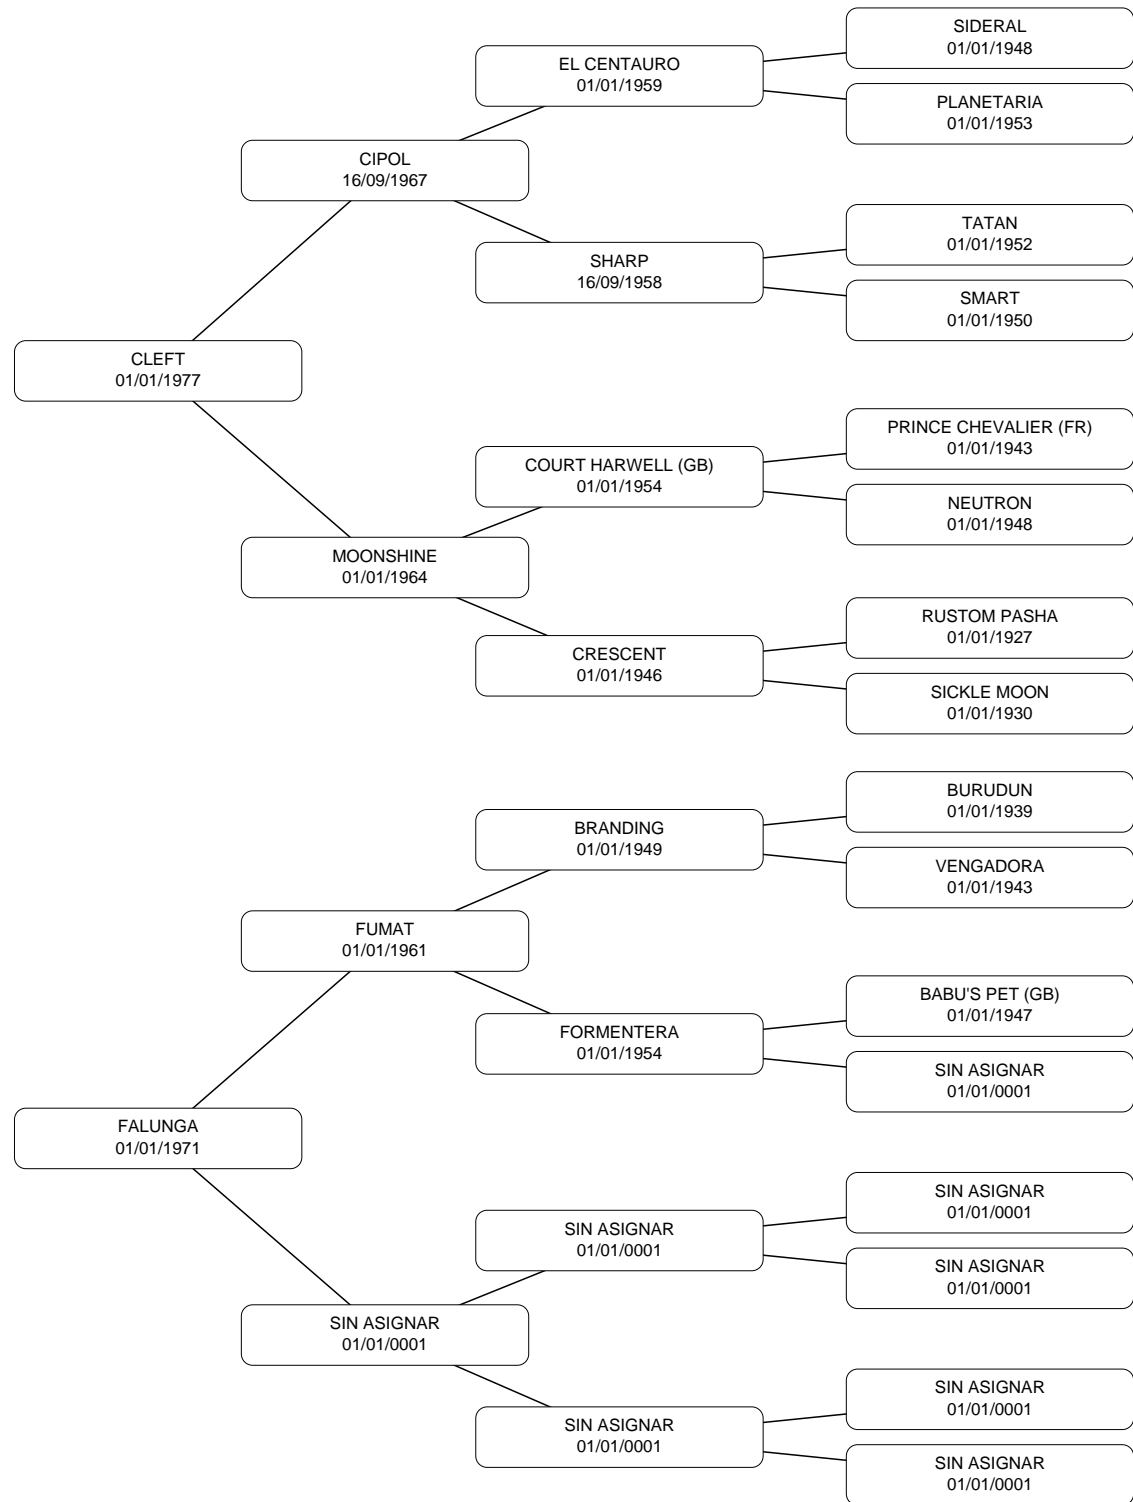 SIDERAL
01/01/1948
EL CENTAURO
01/01/1959
PLANETARIA
01/01/1953
CIPOL
16/09/1967
TATAN
01/01/1952
SHARP
16/09/1958
SMART
01/01/1950
CLEFT
01/01/1977
PRINCE CHEVALIER (FR)
01/01/1943
COURT HARWELL (GB)
01/01/1954
NEUTRON
01/01/1948
MOONSHINE
01/01/1964
RUSTOM PASHA
01/01/1927
CRESCENT
01/01/1946
SICKLE MOON
01/01/1930
BURUDUN
01/01/1939
BRANDING
01/01/1949
VENGADORA
01/01/1943
FUMAT
01/01/1961
BABU'S PET (GB)
01/01/1947
FORMENTERA
01/01/1954
SIN ASIGNAR
01/01/0001
FALUNGA
01/01/1971
SIN ASIGNAR
01/01/0001
SIN ASIGNAR
01/01/0001
SIN ASIGNAR
01/01/0001
SIN ASIGNAR
01/01/0001
SIN ASIGNAR
01/01/0001
SIN ASIGNAR
01/01/0001
SIN ASIGNAR
01/01/0001